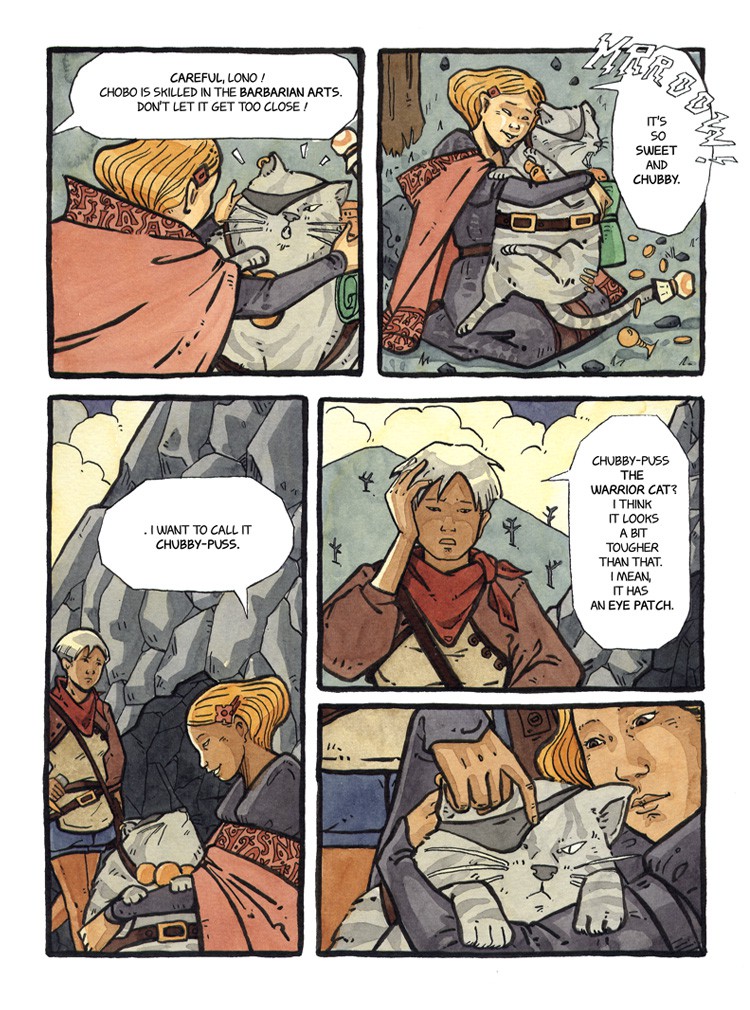 CAREFUL, LONO !
CHOBO IS SKILLED IN THE BARBARIAN ARTS.
DON'T LET IT GET TOO CLOSE !
MRROOW!
IT'S
SO
SWEET
AND
CHUBBY.
. I WANT TO CALL IT
CHUBBY-PUSS.
CHUBBY-PUSS
THE
WARRIOR CAT?
I THINK
IT LOOKS
A BIT
TOUGHER
THAN THAT.
I MEAN,
IT HAS
AN EYE PATCH.